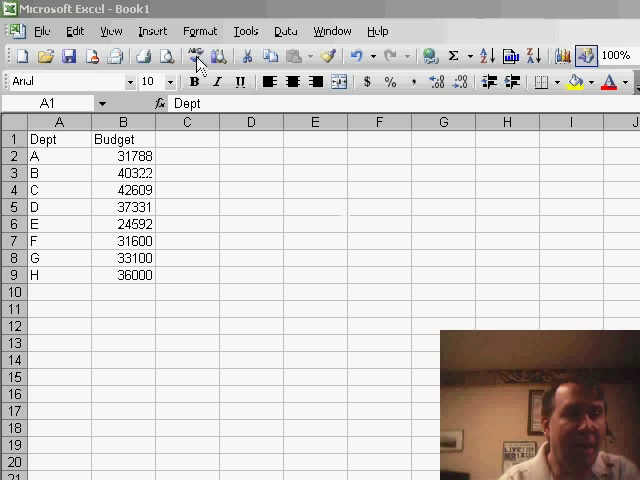 Microsoft Excel - Book1
File Edit View Insert Format Tools Data Window Help
Σ 100%
Arial 10 B I U $ % ,
A1 fx Dept
A B C D E F G H I J
1 Dept Budget
2 A 31788
3 B 40322
4 C 42609
5 D 37331
6 E 24592
7 F 31600
8 G 33100
9 H 36000
10
11
12
13
14
15
16
17
18
19
20
21